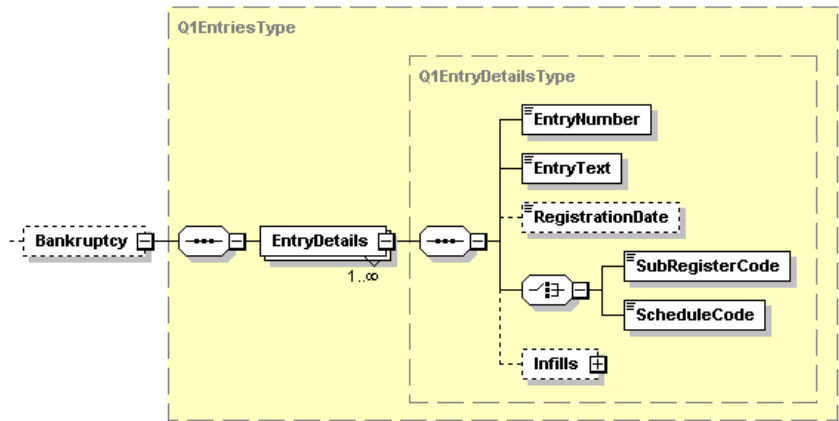 Q1EntriesType
Q1EntryDetailsType
EntryNumber
EntryText
RegistrationDate
Bankruptcy
EntryDetails
1..∞
SubRegisterCode
ScheduleCode
Infills